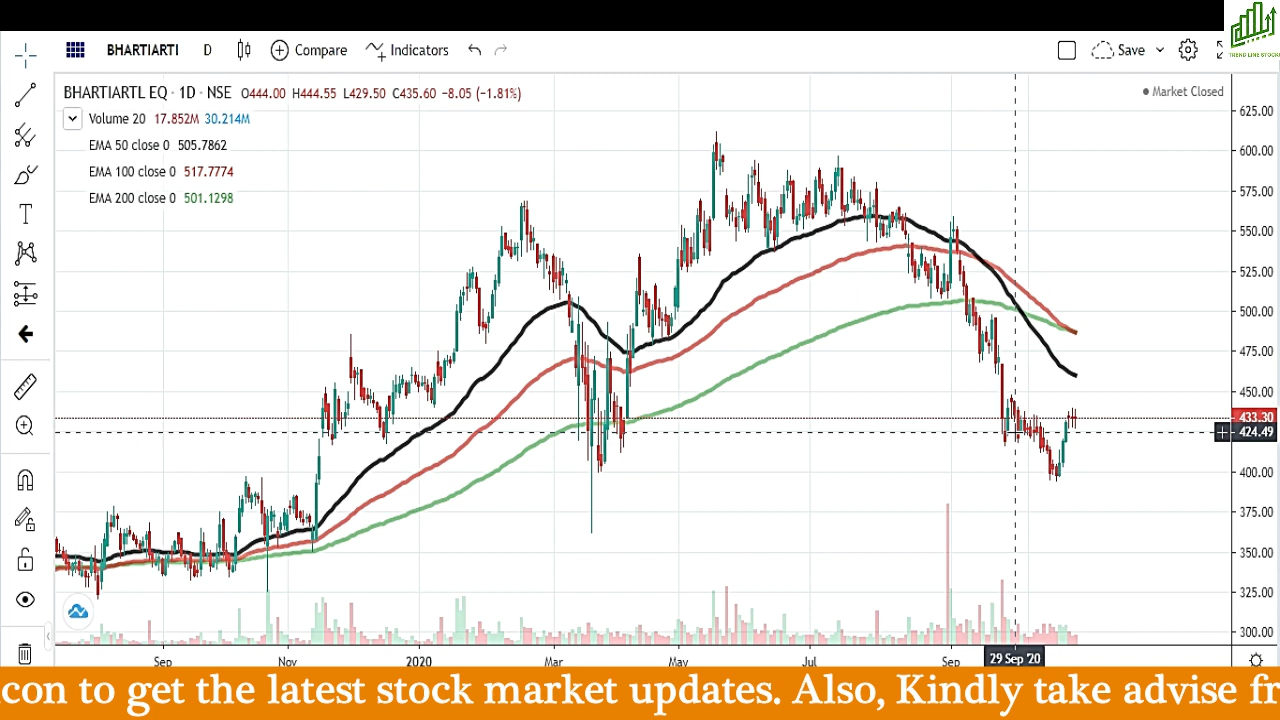 BHARTIARTI D Compare Indicators Save
TREND LINE STOCKS
BHARTIARTL EQ · 1D · NSE O444.00 H444.55 L429.50 C435.60 −8.05 (−1.81%)
Market Closed
Volume 20 17.852M 30.214M
EMA 50 close 0 505.7862
EMA 100 close 0 517.7774
EMA 200 close 0 501.1298
625.00
600.00
575.00
550.00
525.00
500.00
475.00
450.00
433.30
424.49
400.00
375.00
350.00
325.00
300.00
Sep Nov 2020 Mar May Jul Sep 29 Sep '20
con to get the latest stock market updates. Also, Kindly take advise fr